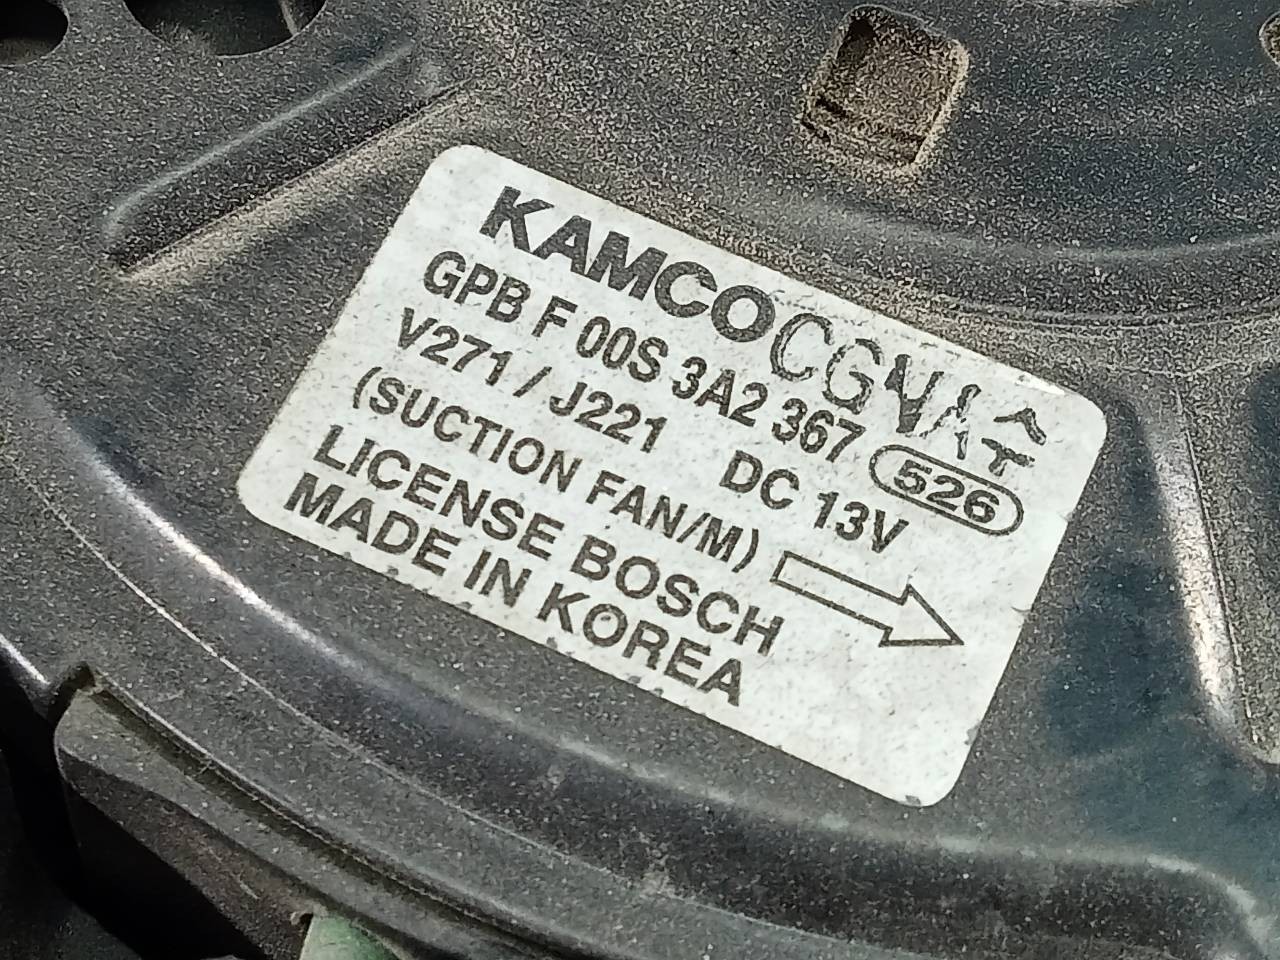 KAMCO
GPB F 00S 3A2 367
V271 / J221 DC 13V 526
(SUCTION FAN/M)
LICENSE BOSCH
MADE IN KOREA